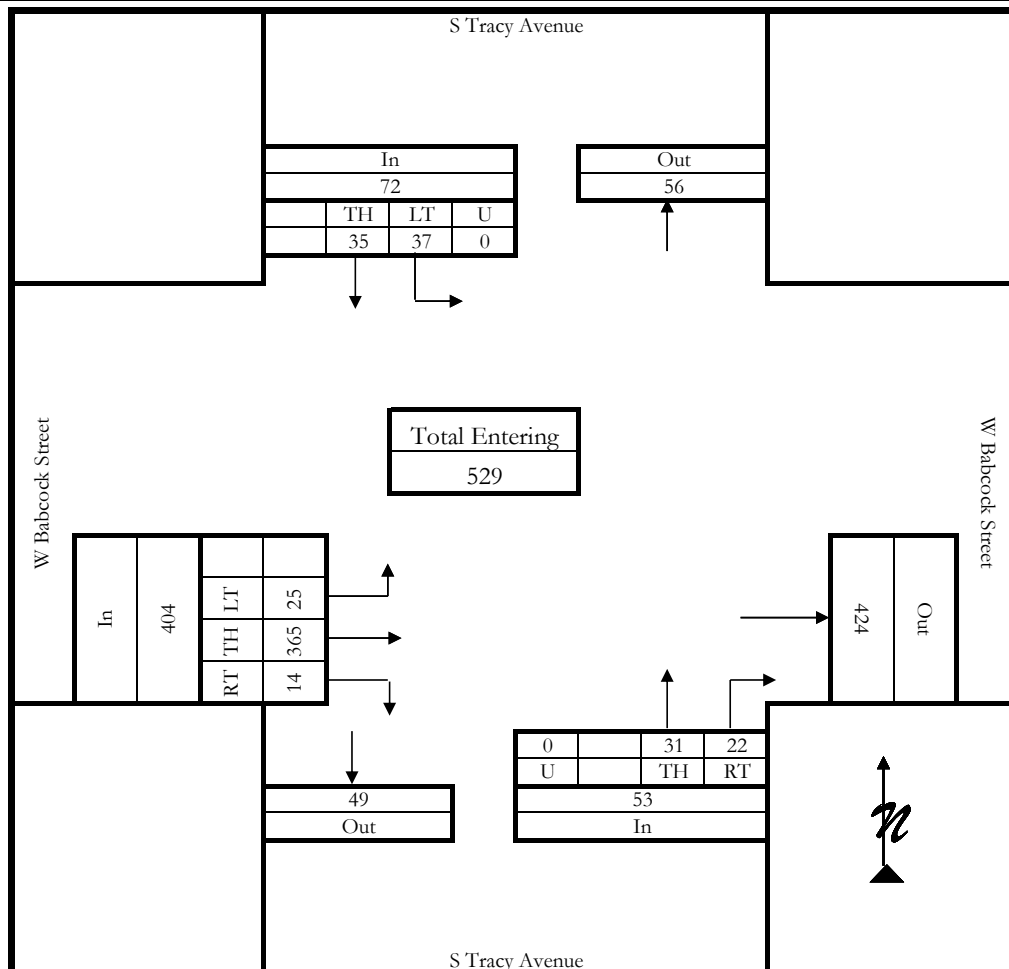 S Tracy Avenue
In
72
TH LT U
35 37 0
Out
56
W Babcock Street
Total Entering
529
W Babcock Street
In
404
LT 25
TH 365
RT 14
424
Out
0 31 22
U TH RT
53
In
49
Out
N
S Tracy Avenue